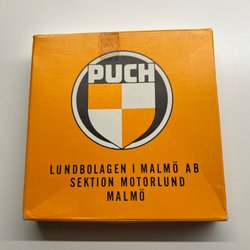 PUCH
LUNDBOLAGEN I MALMÖ AB
SEKTION MOTORLUND
MALMÖ